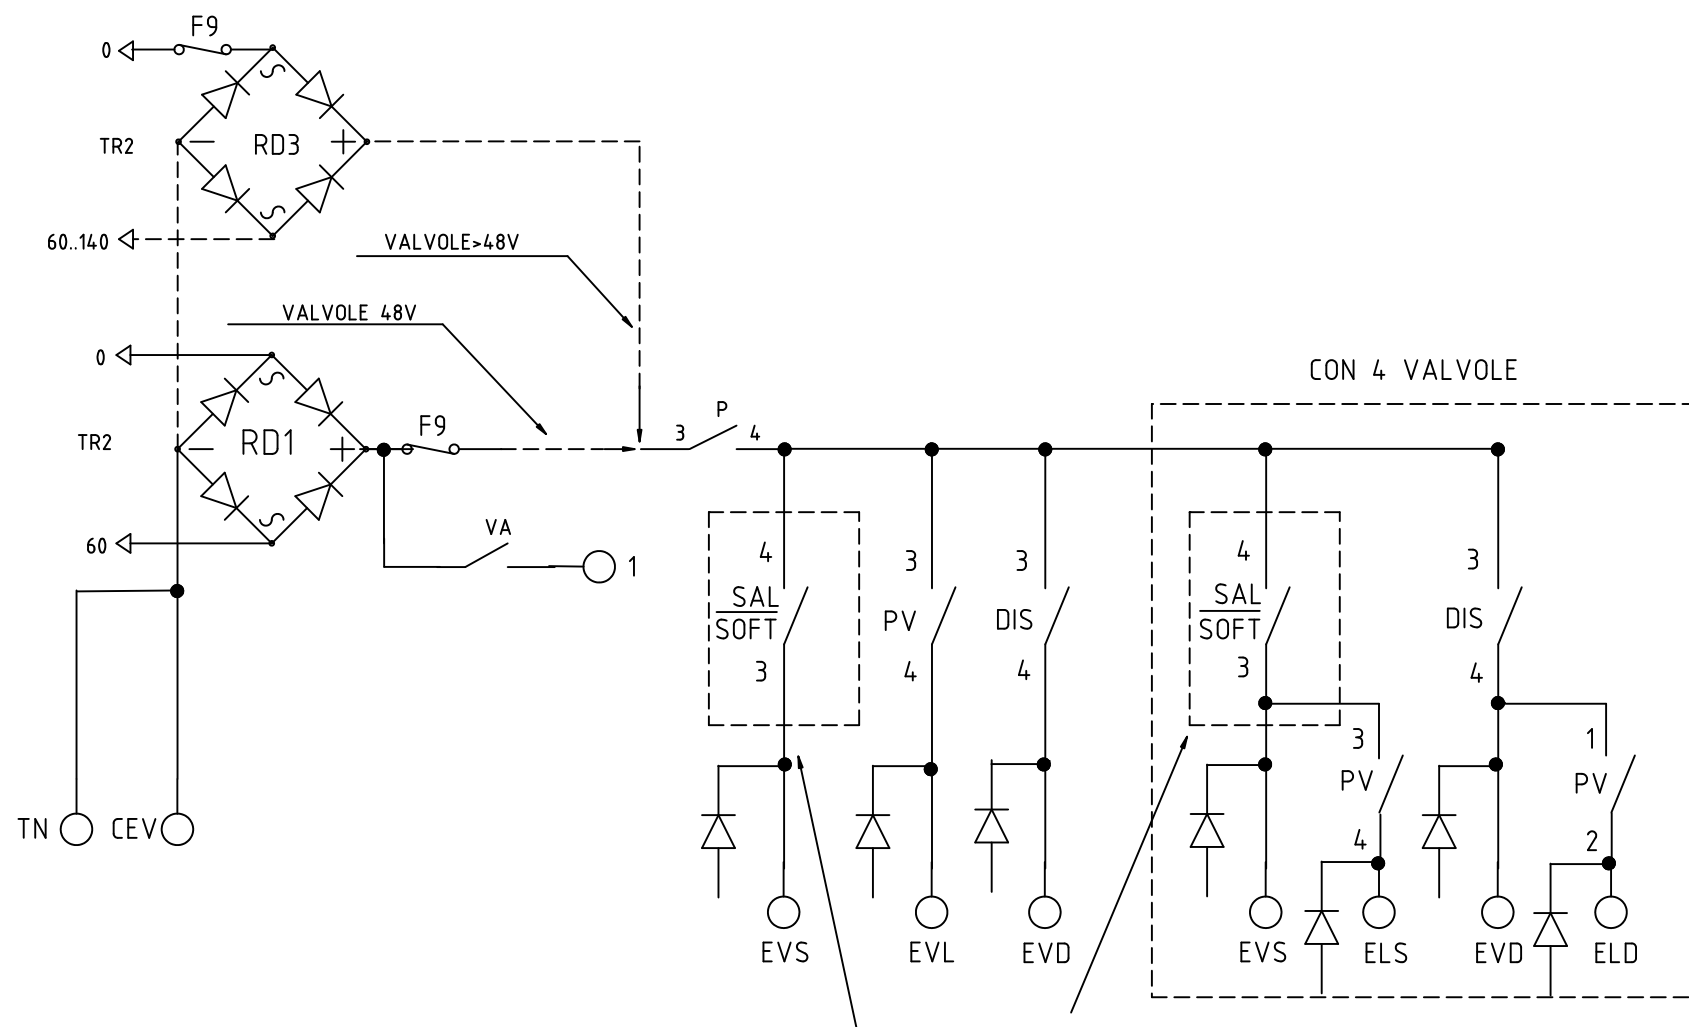 F9
0
TR2
RD3
60..140
VALVOLE>48V
VALVOLE 48V
0
CON 4 VALVOLE
TR2
RD1
F9
3
P
4
60
VA
1
4
SAL
SOFT
3
3
PV
4
3
DIS
4
4
SAL
SOFT
3
3
DIS
4
3
PV
4
1
PV
2
TN
CEV
EVS
EVL
EVD
EVS
ELS
EVD
ELD